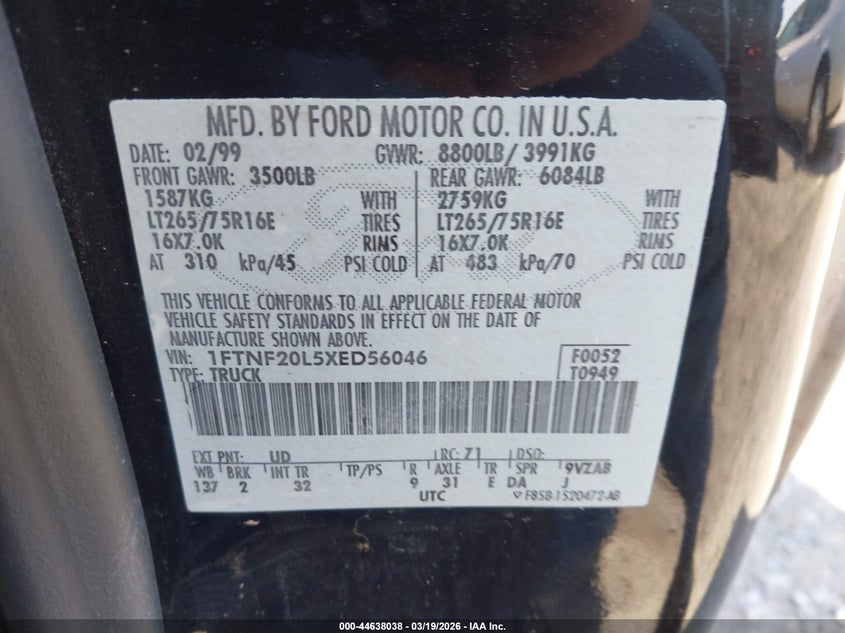 MFD. BY FORD MOTOR CO. IN U.S.A.
DATE: 02/99 GVWR: 8800LB/ 3991KG
FRONT GAWR: 3500LB REAR GAWR: 6084LB
1587KG WITH 2759KG WITH
LT265/75R16E TIRES LT265/75R16E TIRES
16X7.0K RIMS 16X7.0K RIMS
AT 310 kPa/45 PSI COLD AT 483 kPa/70 PSI COLD
THIS VEHICLE CONFORMS TO ALL APPLICABLE FEDERAL MOTOR
VEHICLE SAFETY STANDARDS IN EFFECT ON THE DATE OF
MANUFACTURE SHOWN ABOVE.
VIN: 1FTNF20L5XED56046 F0052
TYPE: TRUCK T0949
EXT PNT: UD RC: 71 DSO:
WB BRK INT TR TP/PS R AXLE TR SPR 9VZAB
137 2 32 9 31 E DA J
UTC F85B-1520472-AB
000-44638038 - 03/19/2026 - IAA Inc.